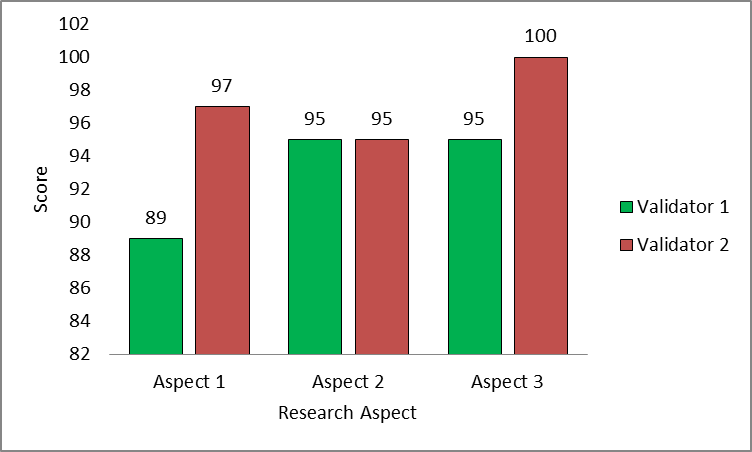 102
100
98
96
94
92
90
88
86
84
82
Score
89
97
95
95
95
100
Aspect 1
Aspect 2
Aspect 3
Research Aspect
Validator 1
Validator 2